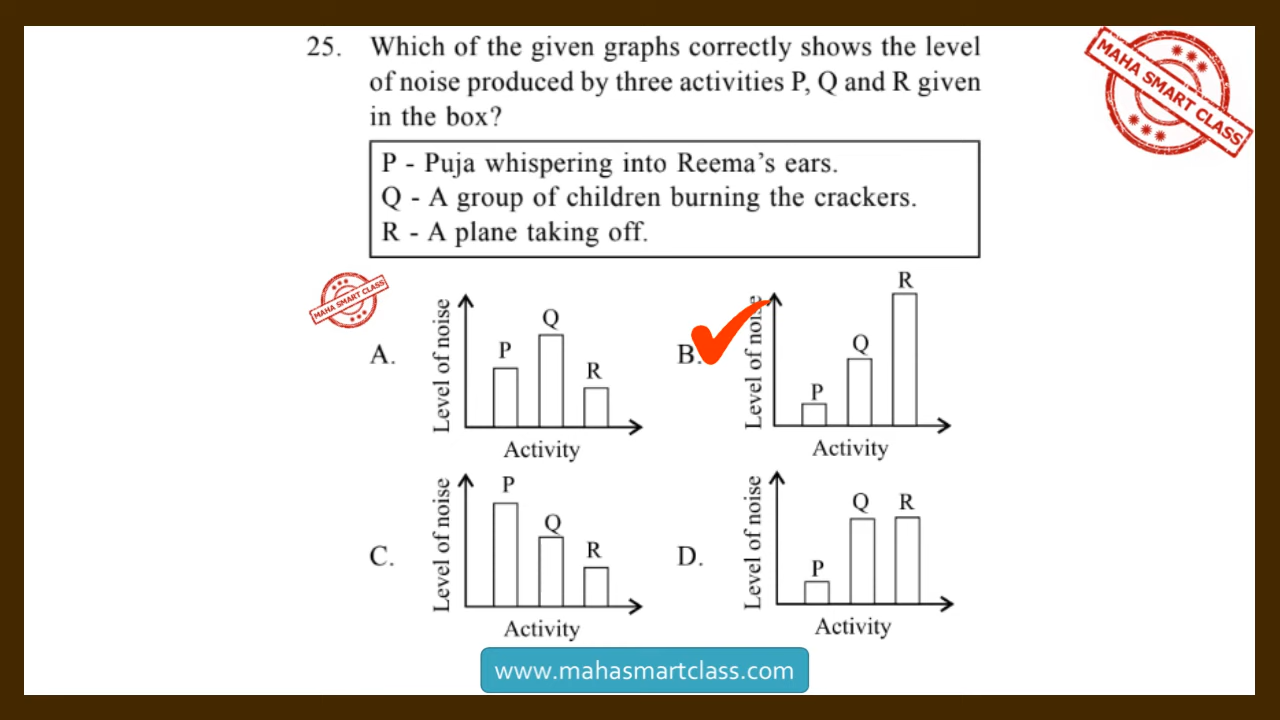 25. Which of the given graphs correctly shows the level
of noise produced by three activities P, Q and R given
in the box?
MAHA SMART CLASS
P - Puja whispering into Reema's ears.
Q - A group of children burning the crackers.
R - A plane taking off.
MAHA SMART CLASS
A.
Level of noise
P
Q
R
Activity
B.
Level of noise
P
Q
R
Activity
C.
Level of noise
P
Q
R
Activity
D.
Level of noise
P
Q
R
Activity
www.mahasmartclass.com